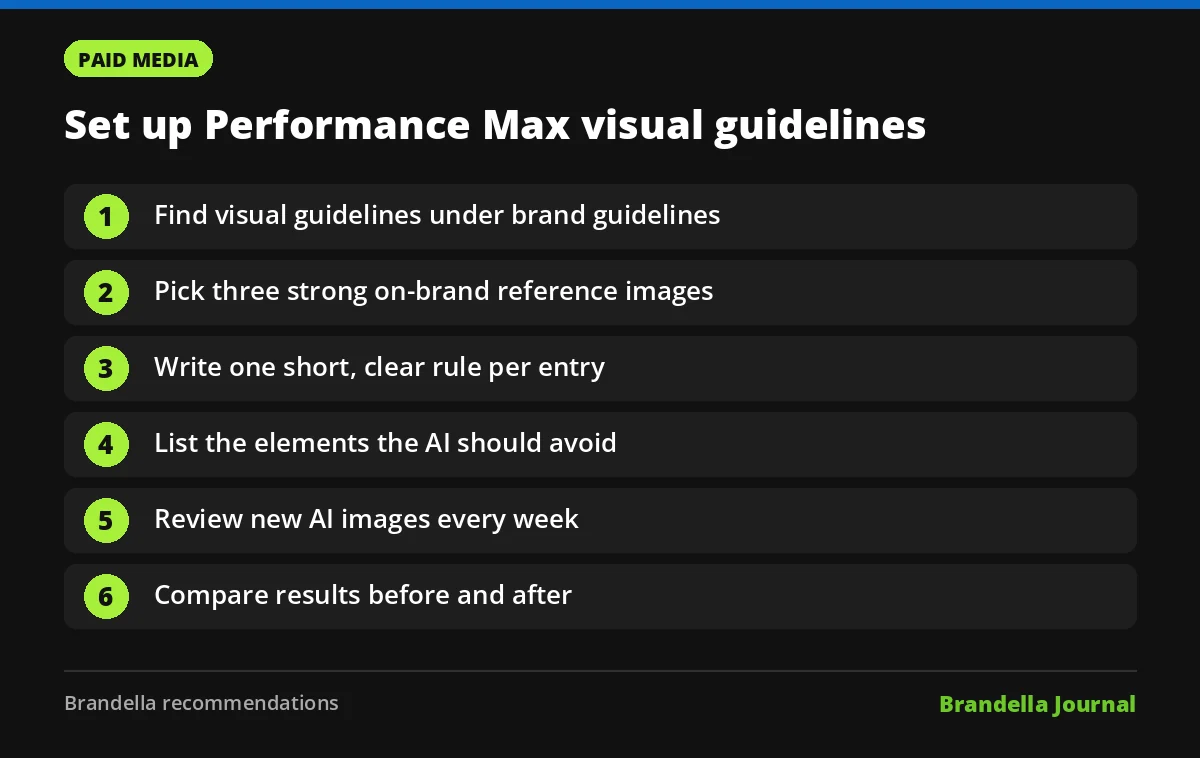 PAID MEDIA
Set up Performance Max visual guidelines
1 Find visual guidelines under brand guidelines
2 Pick three strong on-brand reference images
3 Write one short, clear rule per entry
4 List the elements the AI should avoid
5 Review new AI images every week
6 Compare results before and after
Brandella recommendations
Brandella Journal